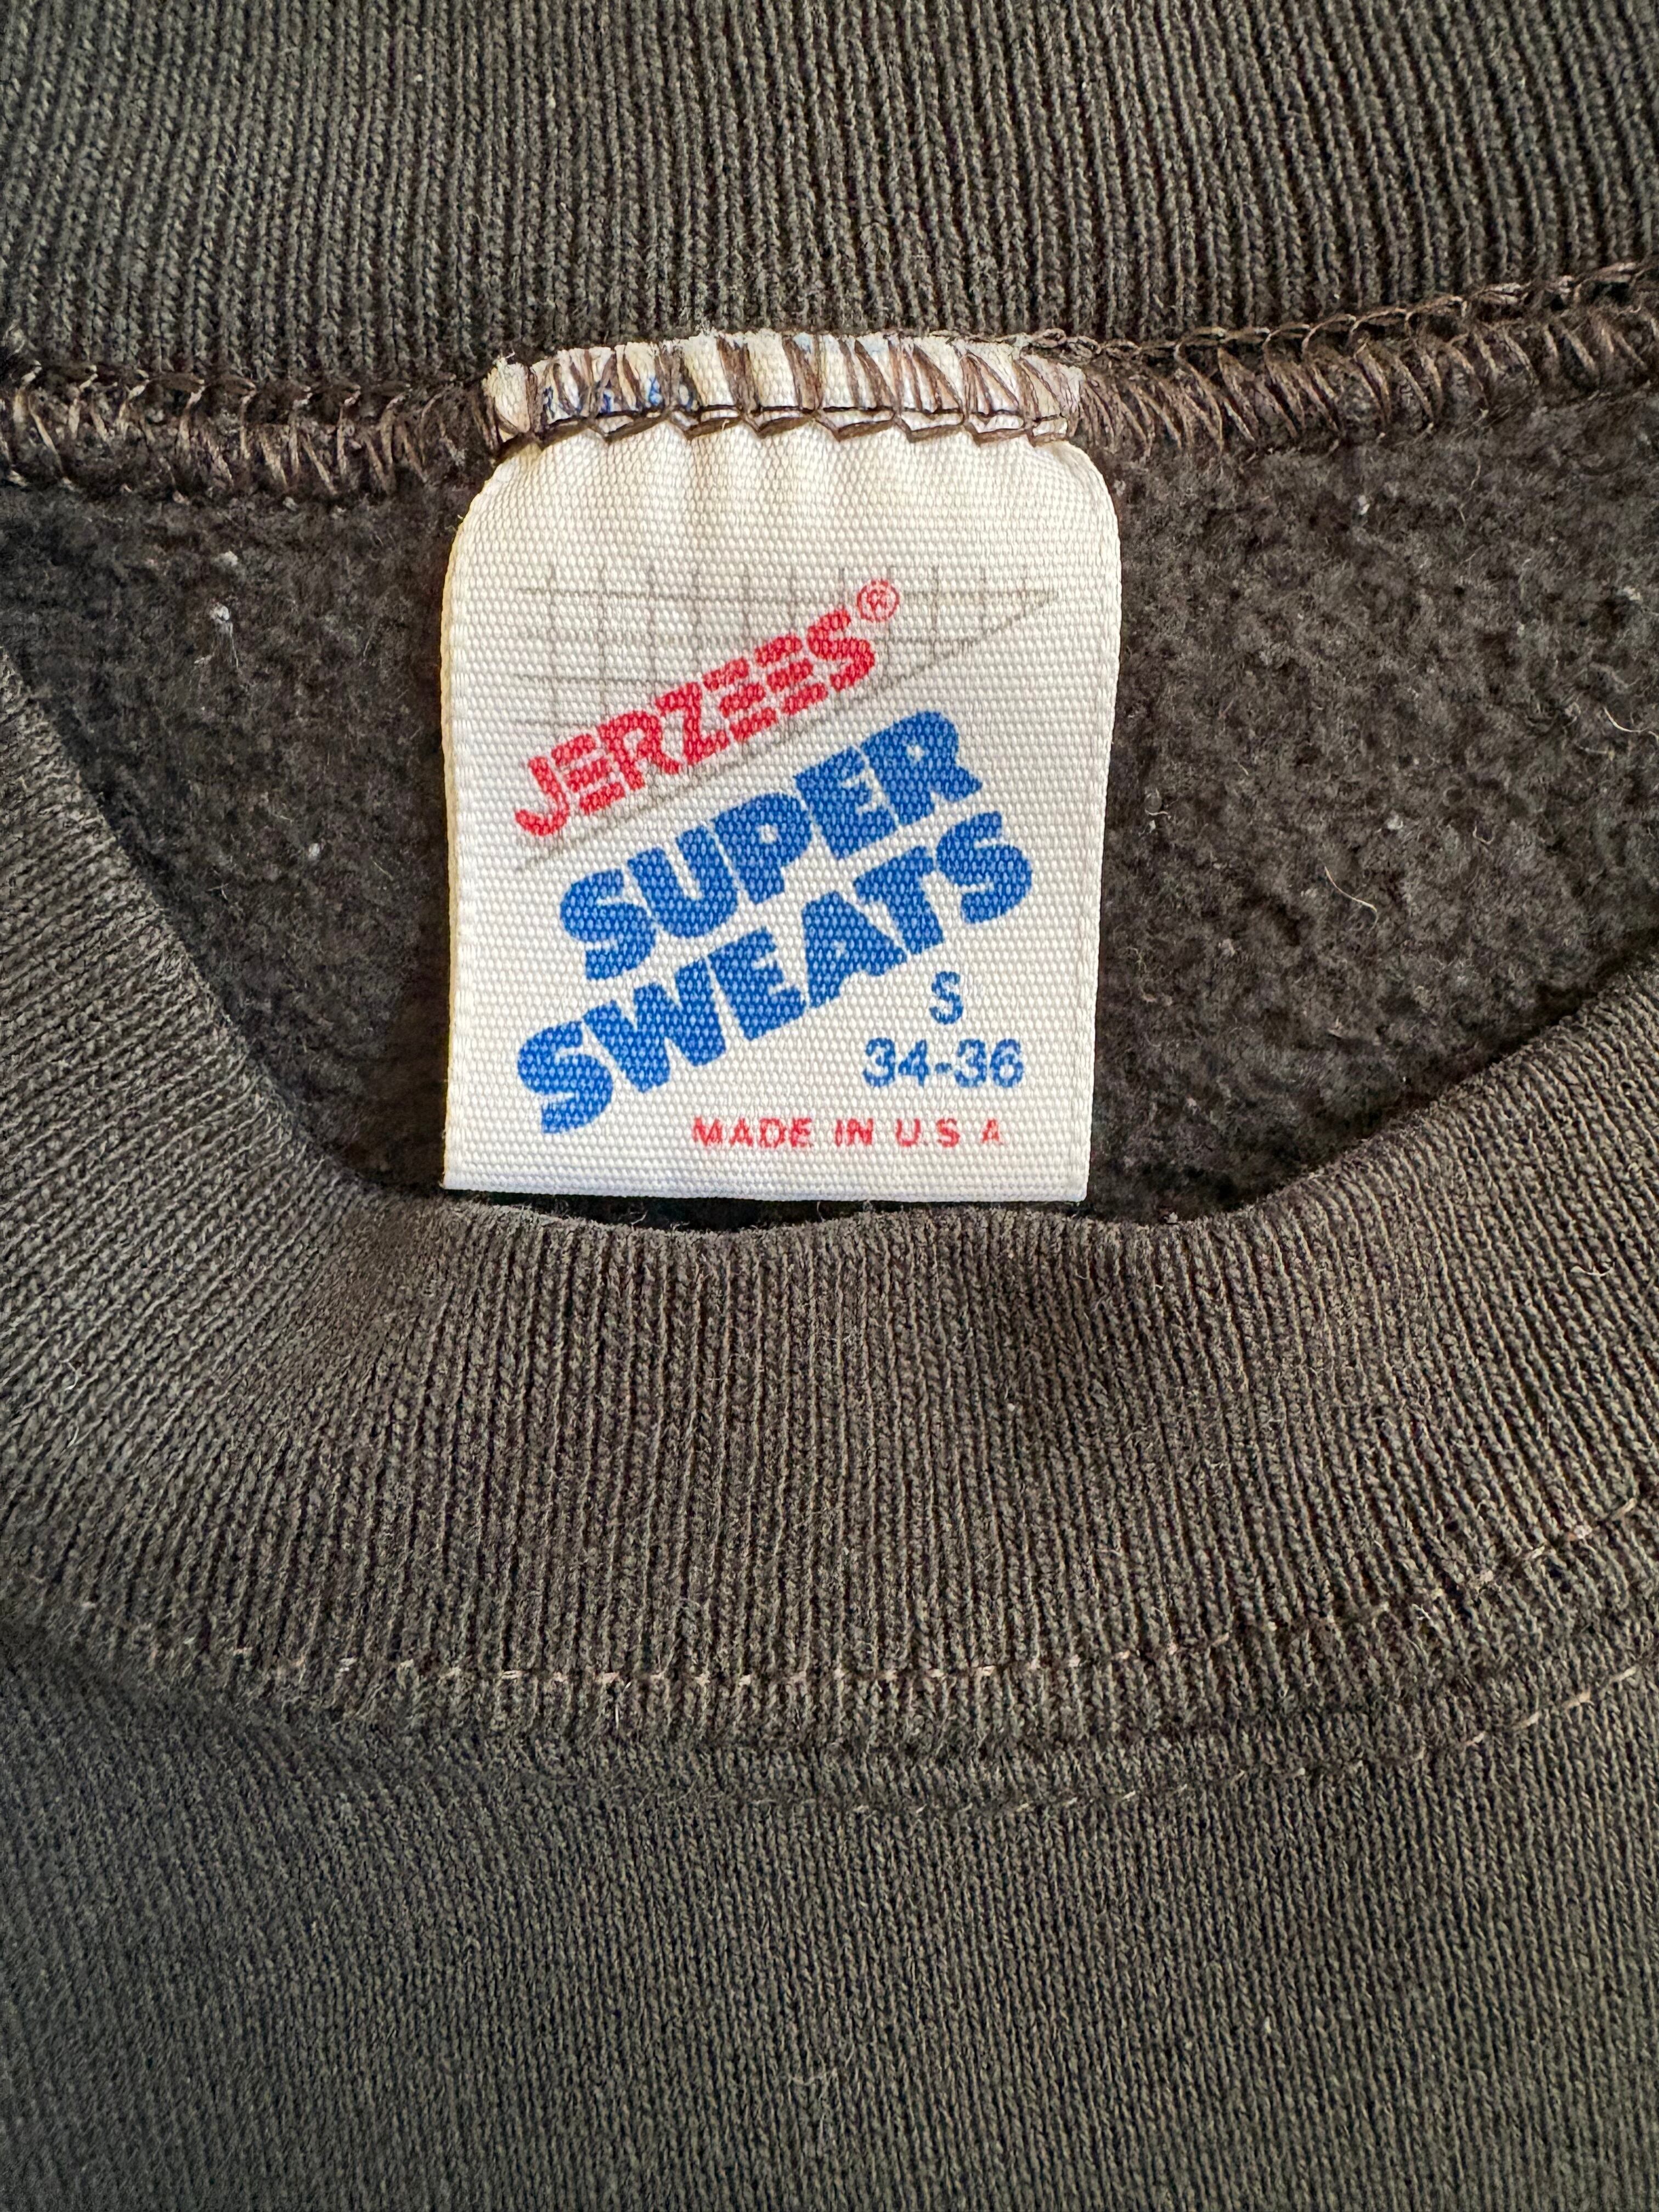 JERZEES®
SUPER
SWEATS
S
34-36
MADE IN U.S A